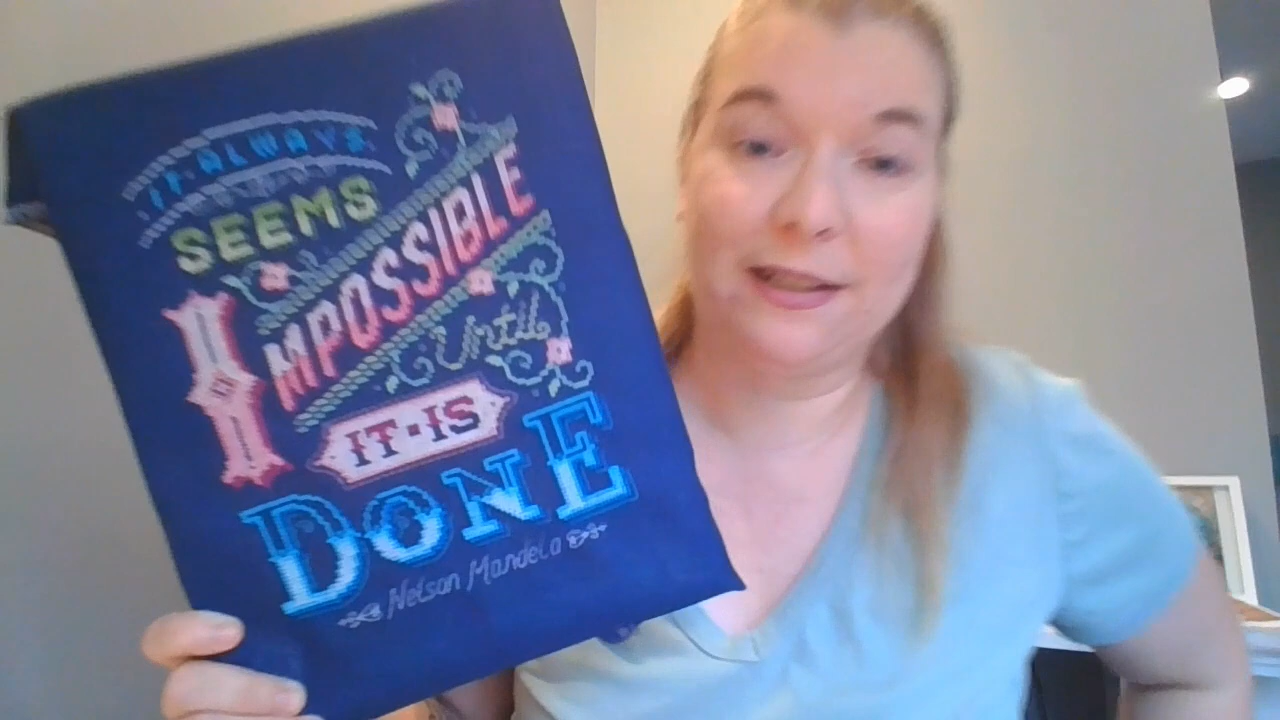 IT ALWAYS
SEEMS
IMPOSSIBLE
Until
IT·IS
DONE
Nelson Mandela